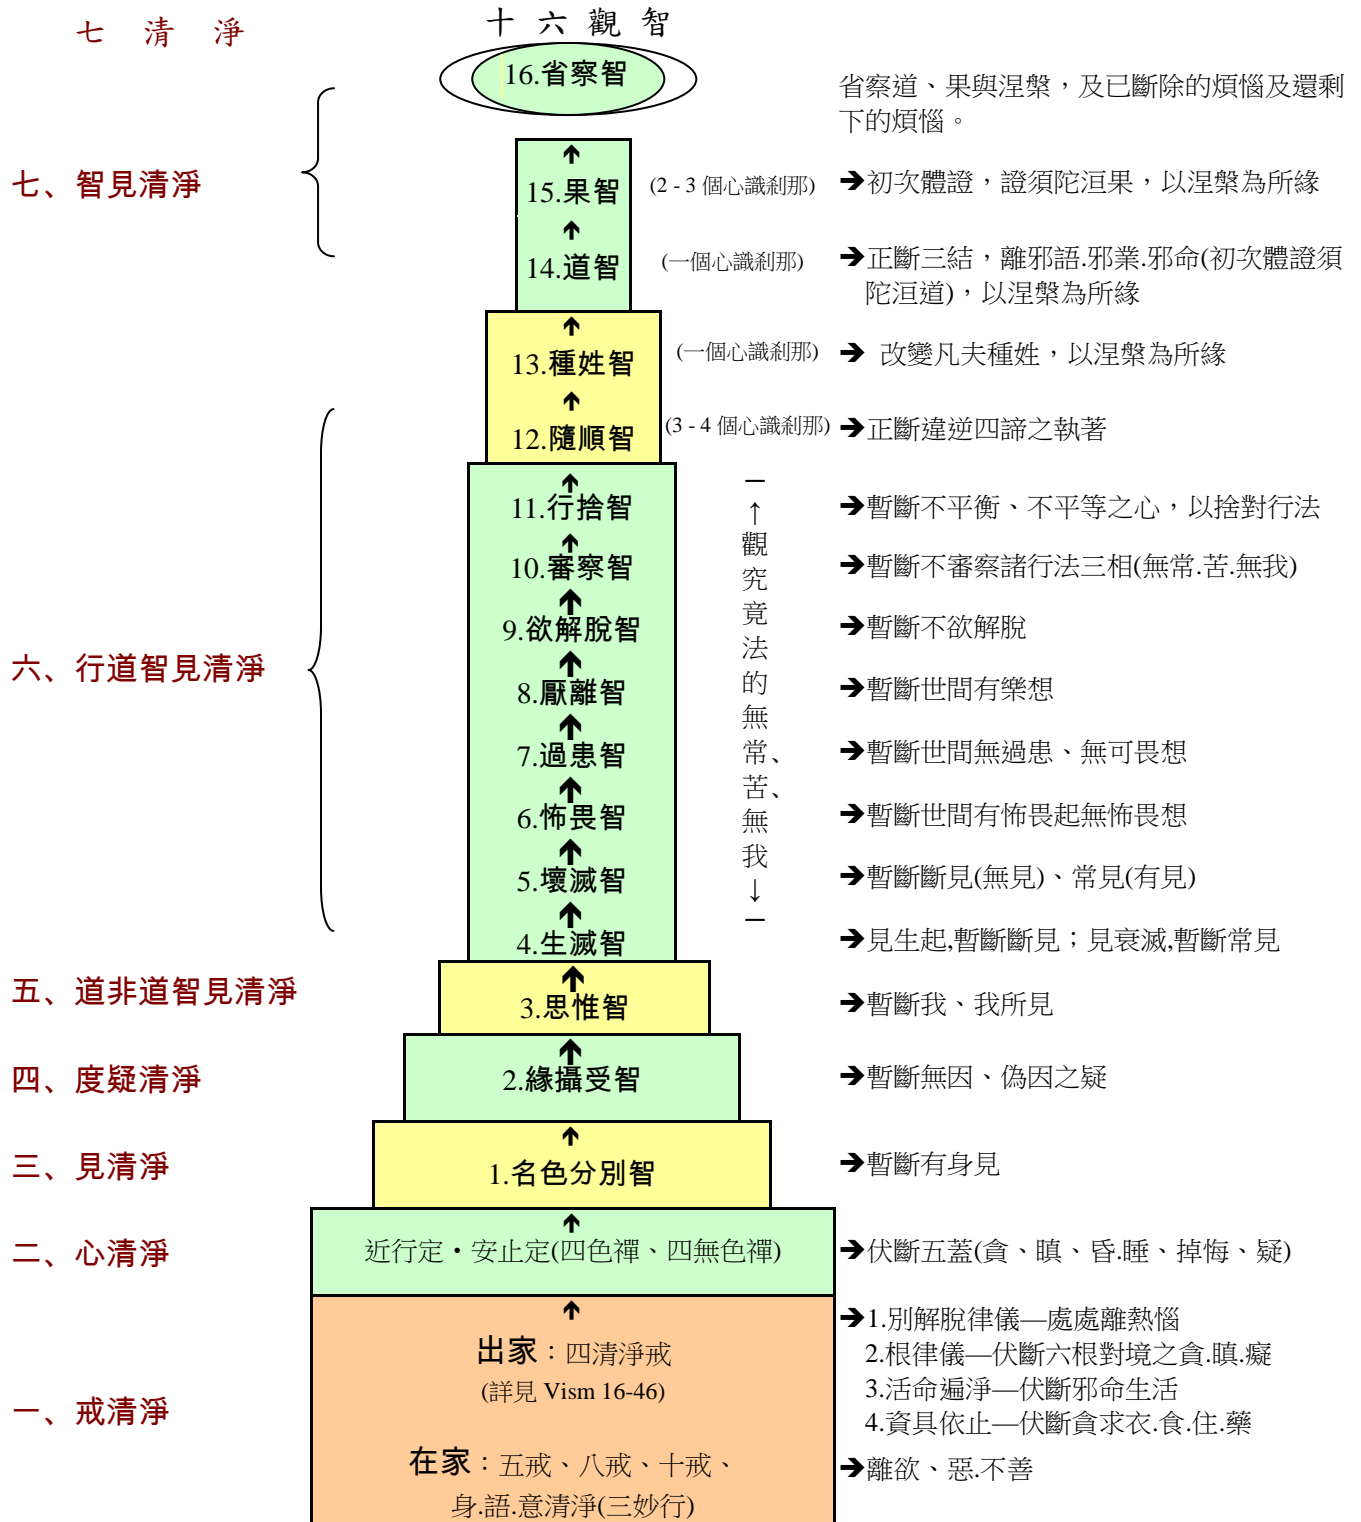 七 清 淨
十 六 觀 智
16.省察智
省察道、果與涅槃，及已斷除的煩惱及還剩
下的煩惱。
七、智見清淨
15.果智
(2 - 3 個心識剎那)
➔初次體證，證須陀洹果，以涅槃為所緣
14.道智
(一個心識剎那)
➔正斷三結，離邪語.邪業.邪命(初次體證須
陀洹道)，以涅槃為所緣
13.種姓智
(一個心識剎那)
➔ 改變凡夫種姓，以涅槃為所緣
12.隨順智
(3 - 4 個心識剎那)
➔正斷違逆四諦之執著
六、行道智見清淨
11.行捨智
➔暫斷不平衡、不平等之心，以捨對行法
10.審察智
➔暫斷不審察諸行法三相(無常.苦.無我)
9.欲解脫智
➔暫斷不欲解脫
8.厭離智
➔暫斷世間有樂想
7.過患智
➔暫斷世間無過患、無可畏想
6.怖畏智
➔暫斷世間有怖畏起無怖畏想
5.壞滅智
➔暫斷斷見(無見)、常見(有見)
4.生滅智
➔見生起,暫斷斷見；見衰滅,暫斷常見
─↑觀究竟法的無常、苦、無我↓─
五、道非道智見清淨
3.思惟智
➔暫斷我、我所見
四、度疑清淨
2.緣攝受智
➔暫斷無因、偽因之疑
三、見清淨
1.名色分別智
➔暫斷有身見
二、心清淨
近行定‧安止定(四色禪、四無色禪)
➔伏斷五蓋(貪、瞋、昏.睡、掉悔、疑)
一、戒清淨
出家：四清淨戒
(詳見 Vism 16-46)
➔1.別解脫律儀—處處離熱惱
2.根律儀—伏斷六根對境之貪.瞋.癡
3.活命遍淨—伏斷邪命生活
4.資具依止—伏斷貪求衣.食.住.藥
在家：五戒、八戒、十戒、
身.語.意清淨(三妙行)
➔離欲、惡.不善